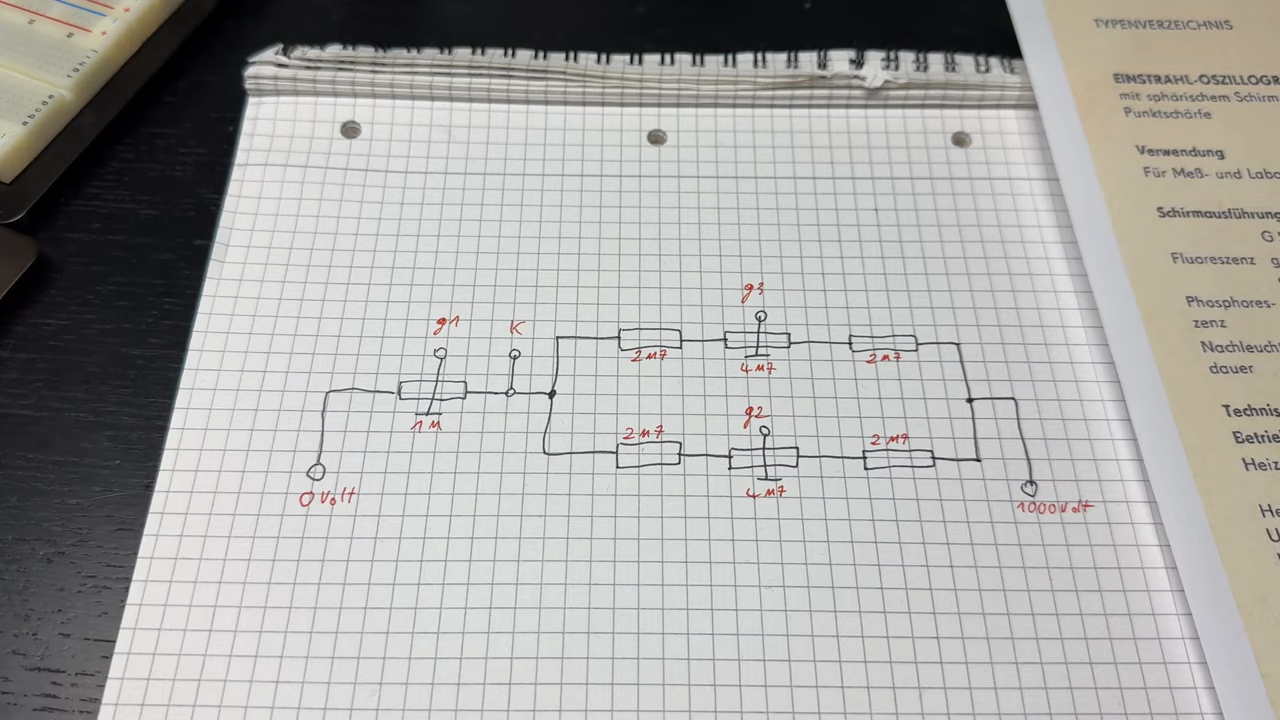 TYPENVERZEICHNIS
EINSTRAHL-OSZILLOGR
mit sphärischem Schirm
Punktschärfe
Verwendung
Für Meß- und Labo
Schirmausführung
G
Fluoreszenz g
Phosphores-
zenz
Nachleucht
dauer
Technis
Betrie
Heiz
He
U
g3
g1
K
2M7
4M7
2M7
1M
g2
2M7
2M7
4M7
0 Volt
1000 Volt
a b c d e
f g h i j